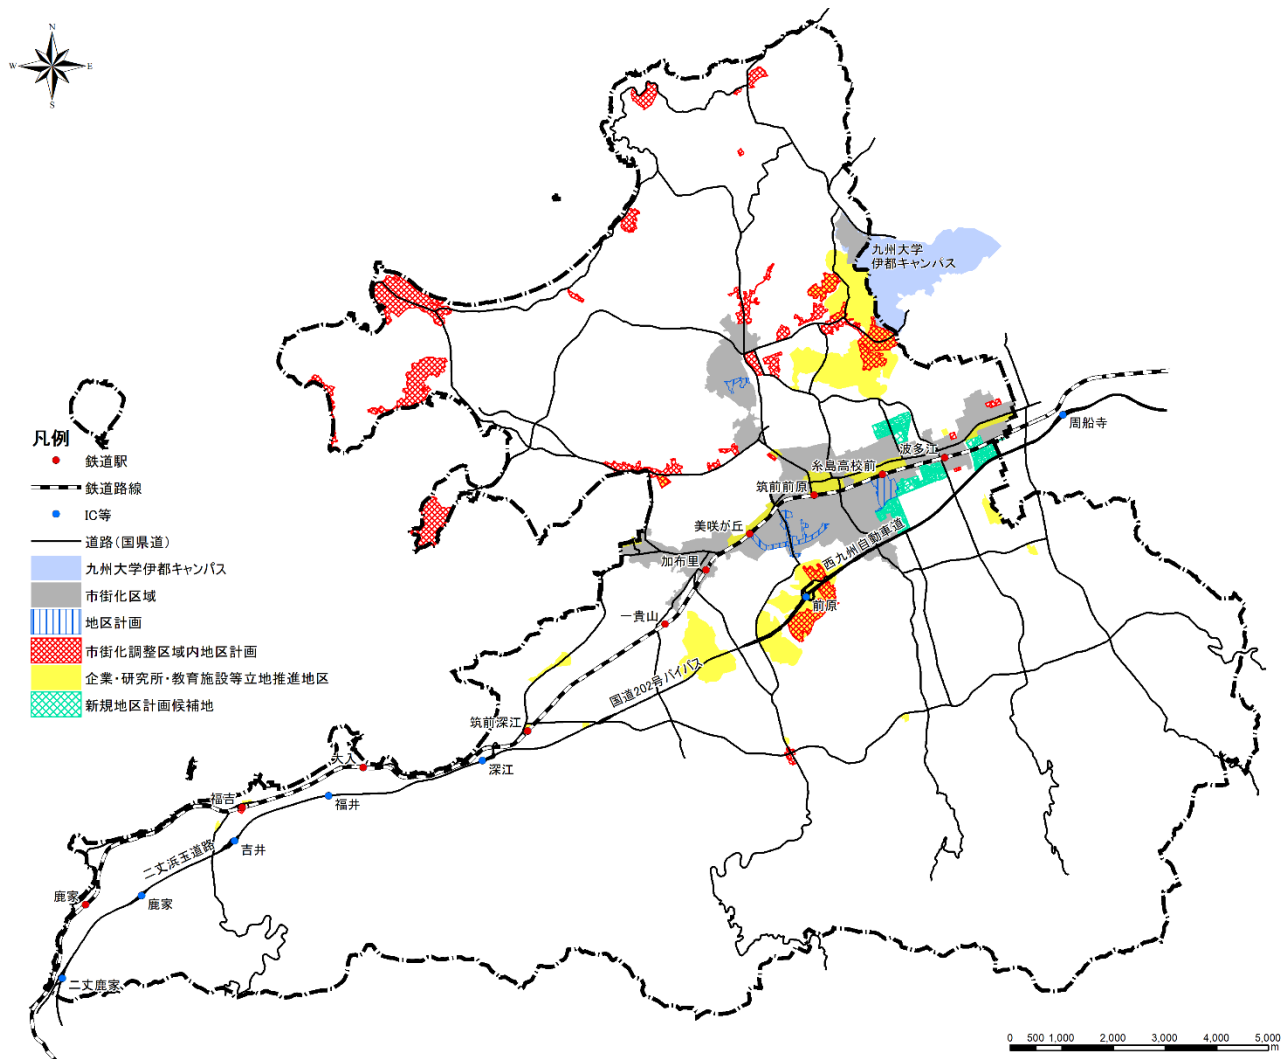 N
W
E
S
九州大学
伊都キャンパス
周船寺
波多江
糸島高校前
筑前前原
美咲が丘
西九州自動車道
加布里
前原
一貴山
国道202号バイパス
筑前深江
深江
大入
福井
福吉
吉井
二丈浜玉道路
鹿家
鹿家
二丈鹿家
凡例
鉄道駅
鉄道路線
IC等
道路(国県道)
九州大学伊都キャンパス
市街化区域
地区計画
市街化調整区域内地区計画
企業・研究所・教育施設等立地推進地区
新規地区計画候補地
0 500 1,000 2,000 3,000 4,000 5,000
m